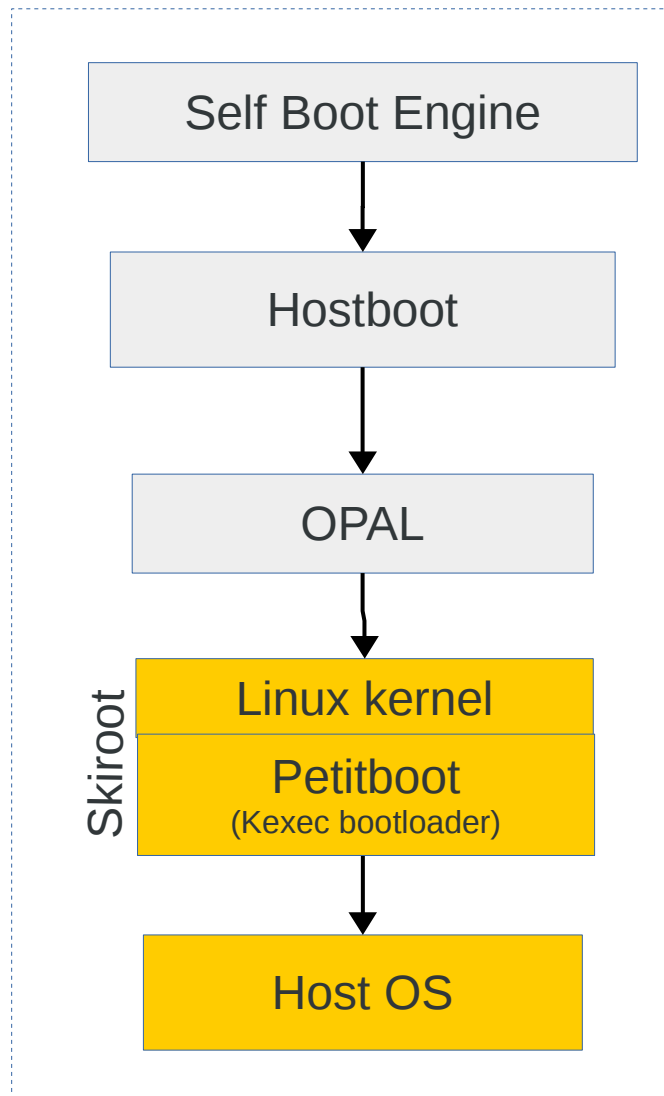 Self Boot Engine
Hostboot
OPAL
Skiroot
Linux kernel
Petitboot
(Kexec bootloader)
Host OS